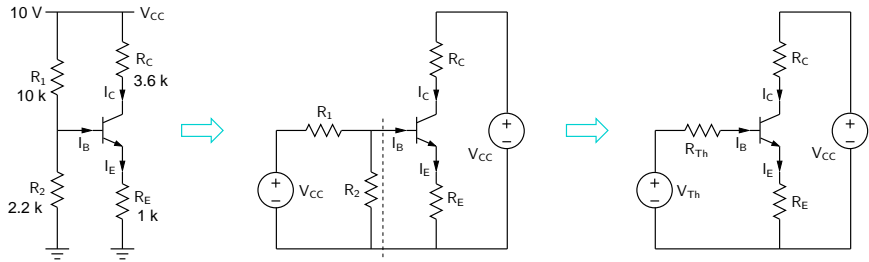 10 V
VCC
R1
10 k
RC
3.6 k
IC
IB
IE
R2
2.2 k
RE
1 k
R1
VCC
R2
IB
IC
RC
IE
RE
VCC
VTh
RTh
IB
IC
RC
IE
RE
VCC